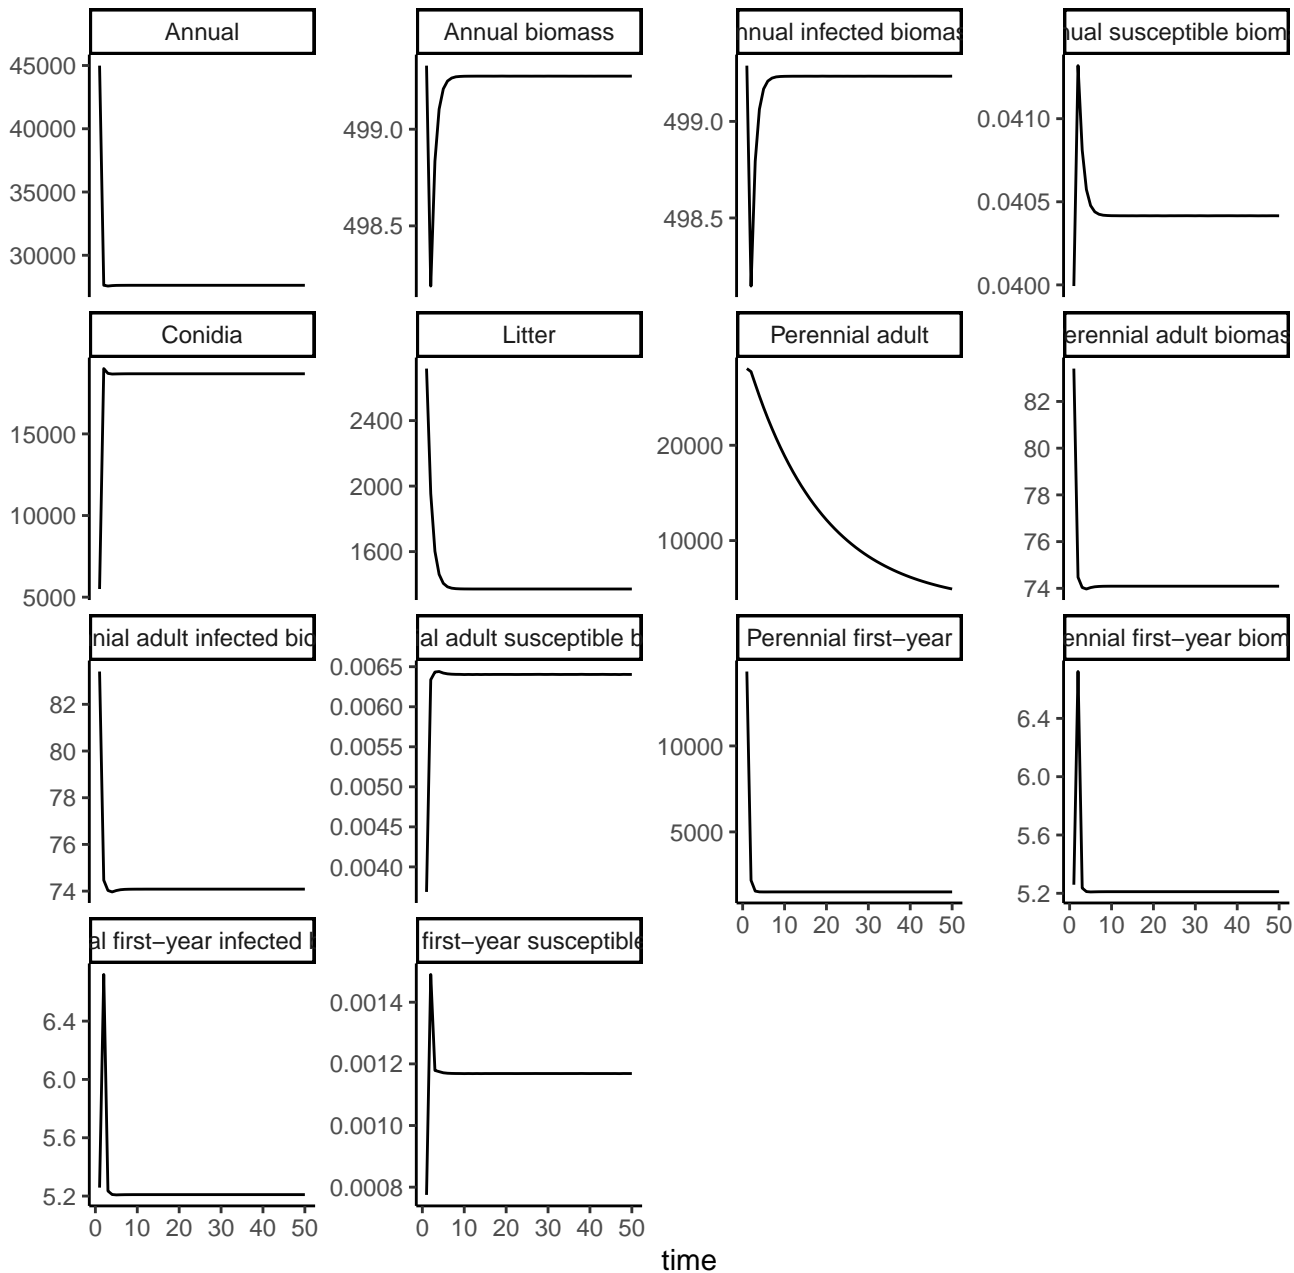 Annual
Annual biomass
nnual infected biomas
nual susceptible biom
45000
40000
35000
30000
499.0
498.5
499.0
498.5
0.0410
0.0405
0.0400
Conidia
Litter
Perennial adult
erennial adult biomas
15000
10000
5000
2400
2000
1600
20000
10000
82
80
78
76
74
nial adult infected bio
al adult susceptible b
Perennial first−year
ennial first−year biom
82
80
78
76
74
0.0065
0.0060
0.0055
0.0050
0.0045
0.0040
10000
5000
6.4
6.0
5.6
5.2
0 10 20 30 40 50
0 10 20 30 40 50
al first−year infected b
first−year susceptible
6.4
6.0
5.6
5.2
0.0014
0.0012
0.0010
0.0008
0 10 20 30 40 50
0 10 20 30 40 50
time